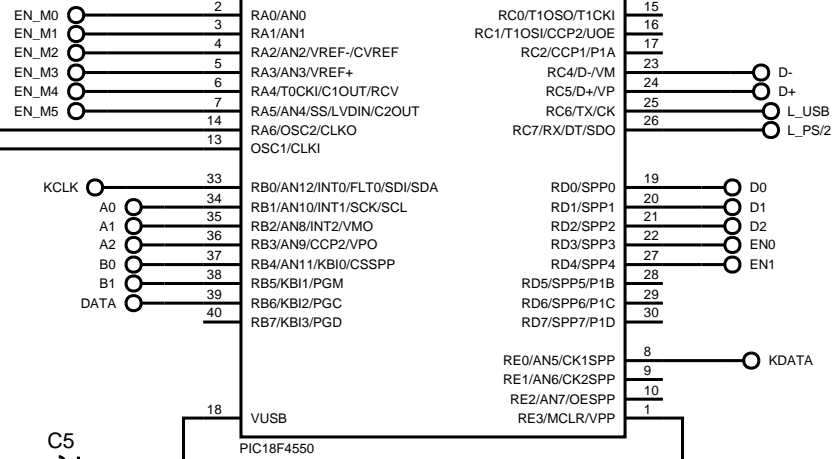 EN_M0 2 RA0/AN0 RC0/T1OSO/T1CKI 15
EN_M1 3 RA1/AN1 RC1/T1OSI/CCP2/UOE 16
EN_M2 4 RA2/AN2/VREF-/CVREF RC2/CCP1/P1A 17
EN_M3 5 RA3/AN3/VREF+ RC4/D-/VM 23 D-
EN_M4 6 RA4/T0CKI/C1OUT/RCV RC5/D+/VP 24 D+
EN_M5 7 RA5/AN4/SS/LVDIN/C2OUT RC6/TX/CK 25 L_USB
14 RA6/OSC2/CLKO RC7/RX/DT/SDO 26 L_PS/2
13 OSC1/CLKI
KCLK 33 RB0/AN12/INT0/FLT0/SDI/SDA RD0/SPP0 19 D0
A0 34 RB1/AN10/INT1/SCK/SCL RD1/SPP1 20 D1
A1 35 RB2/AN8/INT2/VMO RD2/SPP2 21 D2
A2 36 RB3/AN9/CCP2/VPO RD3/SPP3 22 EN0
B0 37 RB4/AN11/KBI0/CSSPP RD4/SPP4 27 EN1
B1 38 RB5/KBI1/PGM RD5/SPP5/P1B 28
DATA 39 RB6/KBI2/PGC RD6/SPP6/P1C 29
40 RB7/KBI3/PGD RD7/SPP7/P1D 30
RE0/AN5/CK1SPP 8 KDATA
RE1/AN6/CK2SPP 9
RE2/AN7/OESPP 10
18 VUSB RE3/MCLR/VPP 1
C5
PIC18F4550